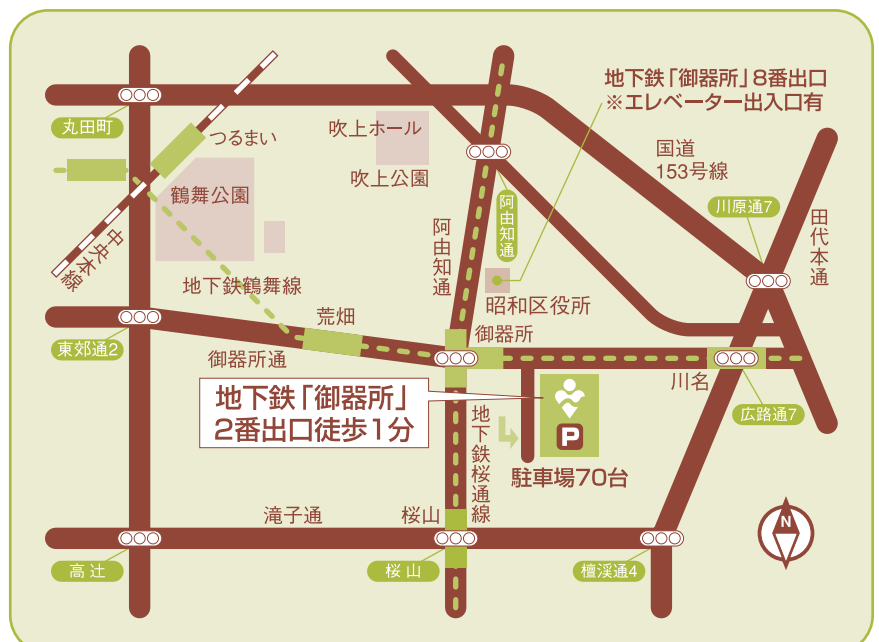 地下鉄「御器所」8番出口
※エレベーター出入口有
丸田町
つるまい
吹上ホール
吹上公園
国道
153号線
鶴舞公園
阿由知通
川原通7
田代本通
阿由知通
中央本線
地下鉄鶴舞線
昭和区役所
荒畑
御器所
東郊通2
御器所通
川名
地下鉄「御器所」
2番出口徒歩1分
広路通7
地下鉄桜通線
P
駐車場70台
滝子通
桜山
N
高辻
桜山
檀渓通4